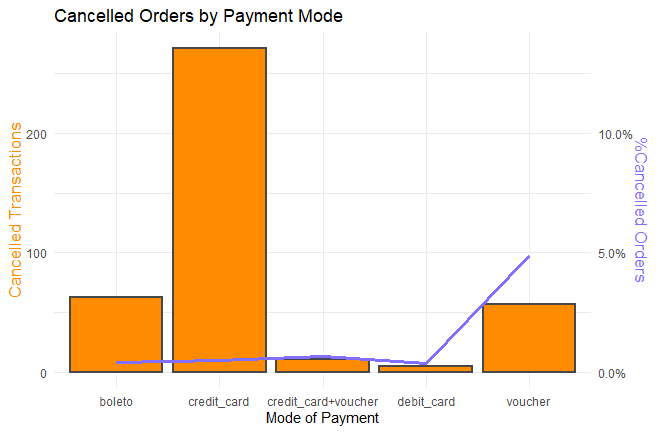 Cancelled Orders by Payment Mode
Cancelled Transactions
200
100
0
10.0%
5.0%
0.0%
%Cancelled Orders
boleto credit_card credit_card+voucher debit_card voucher
Mode of Payment